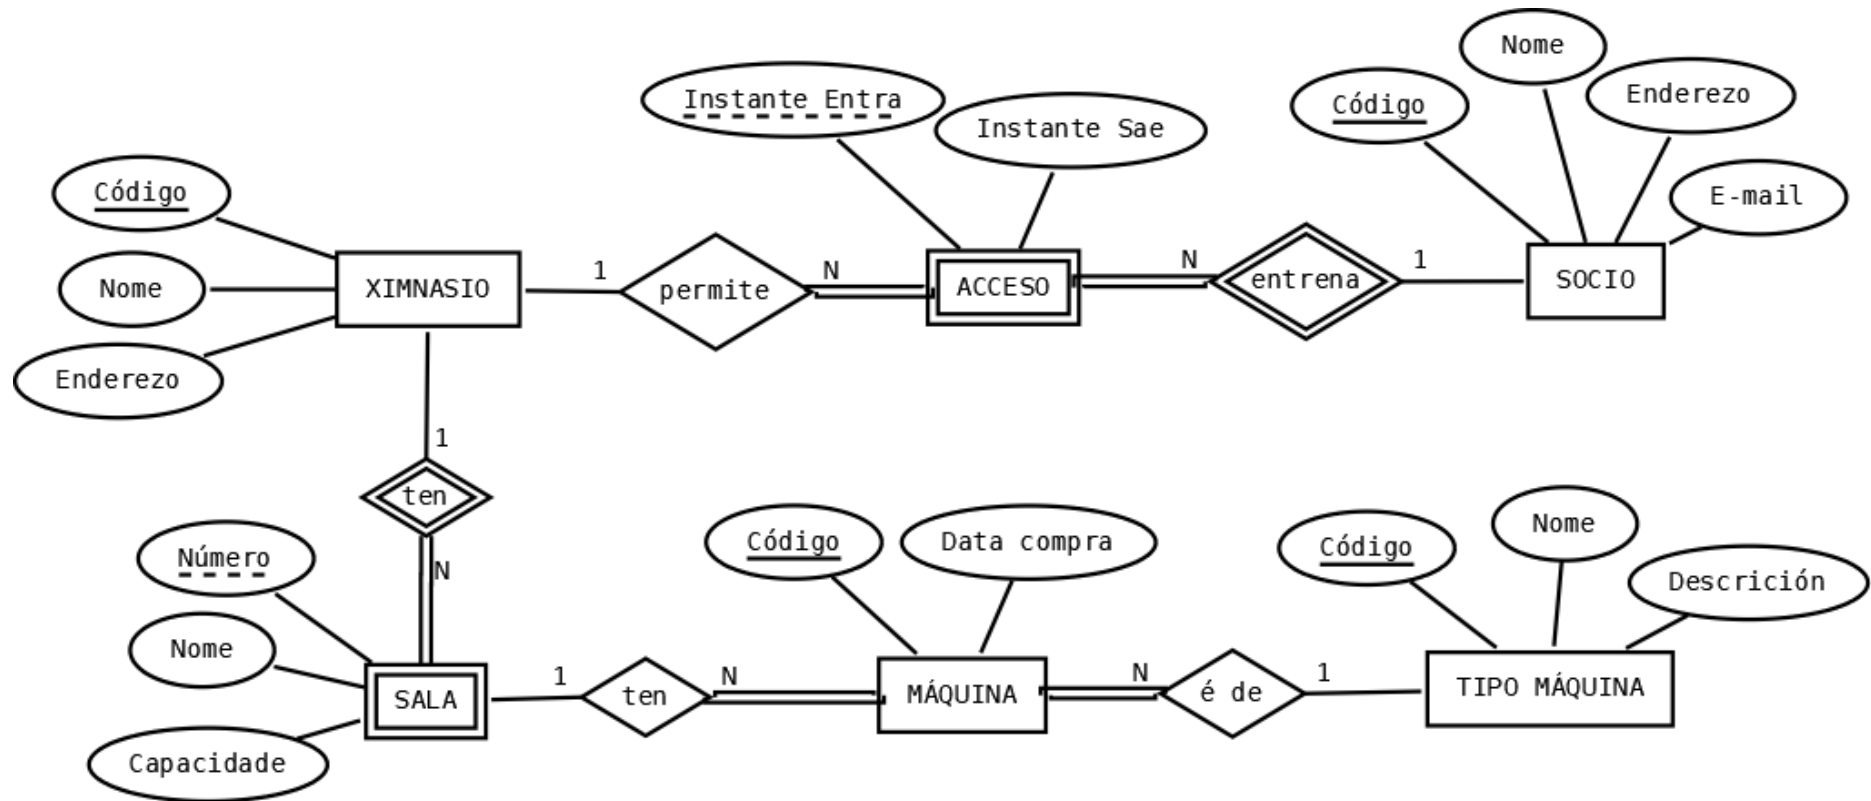 Nome
Instante Entra
Instante Sae
Código
Enderezo
E-mail
Código
Nome
Enderezo
XIMNASIO
1
permite
N
ACCESO
N
entrena
1
SOCIO
1
ten
N
Número
Nome
Capacidade
SALA
1
ten
N
Código
Data compra
MÁQUINA
N
é de
1
Código
Nome
Descrición
TIPO MÁQUINA